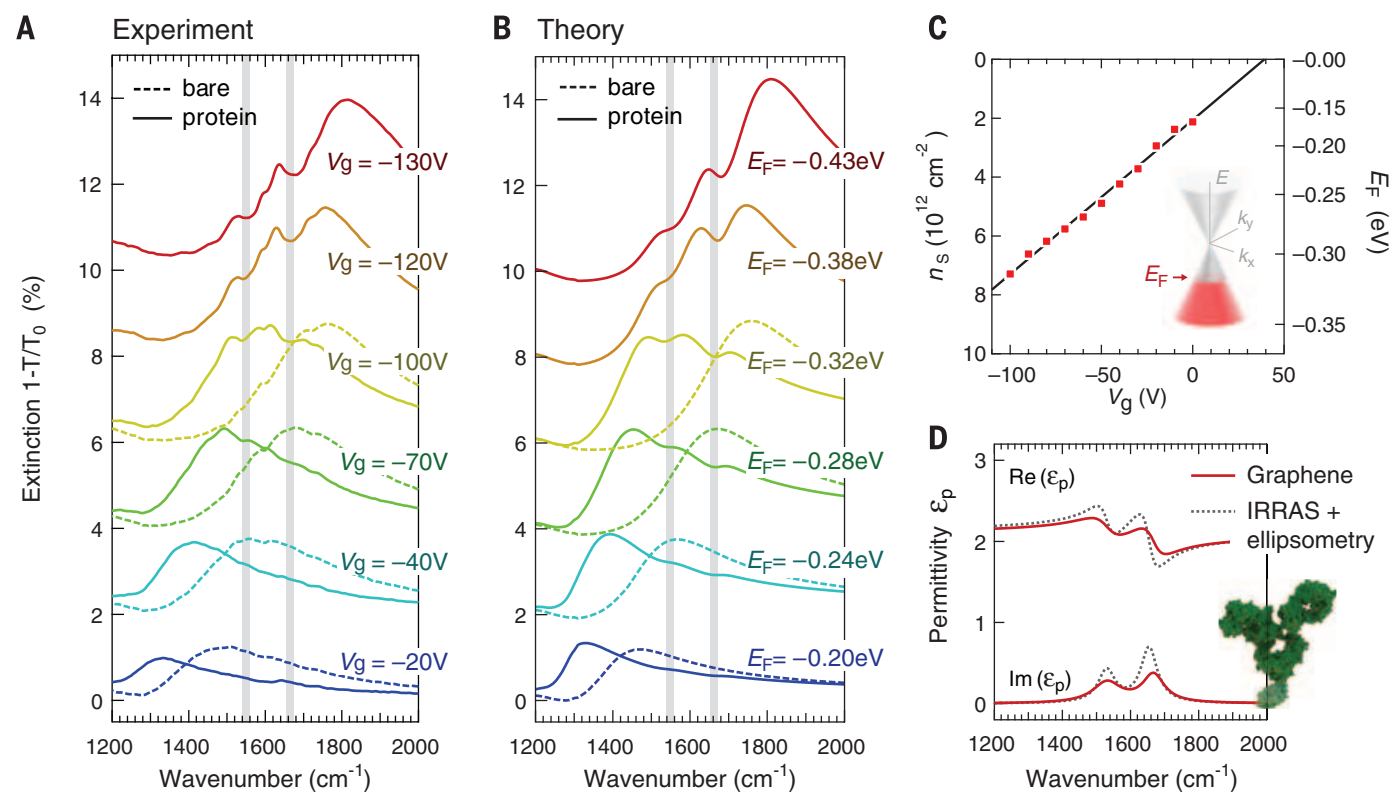 A Experiment
bare
protein
Vg = −130V
Vg = −120V
Vg = −100V
Vg = −70V
Vg = −40V
Vg = −20V
Extinction 1-T/T0 (%)
14
12
10
8
6
4
2
0
1200 1400 1600 1800 2000
Wavenumber (cm-1)
B Theory
bare
protein
EF= −0.43eV
EF= −0.38eV
EF= −0.32eV
EF= −0.28eV
EF= −0.24eV
EF= −0.20eV
14
12
10
8
6
4
2
0
1200 1400 1600 1800 2000
Wavenumber (cm-1)
C
0
2
4
6
8
10
ns (10^12 cm-2)
−0.00
−0.15
−0.20
−0.25
−0.30
−0.35
EF (eV)
E
ky
kx
EF
−100 −50 0 50
Vg (V)
D
3
2
1
0
Permittivity εp
Re (εp)
Graphene
IRRAS +
ellipsometry
Im (εp)
1200 1400 1600 1800 2000
Wavenumber (cm-1)